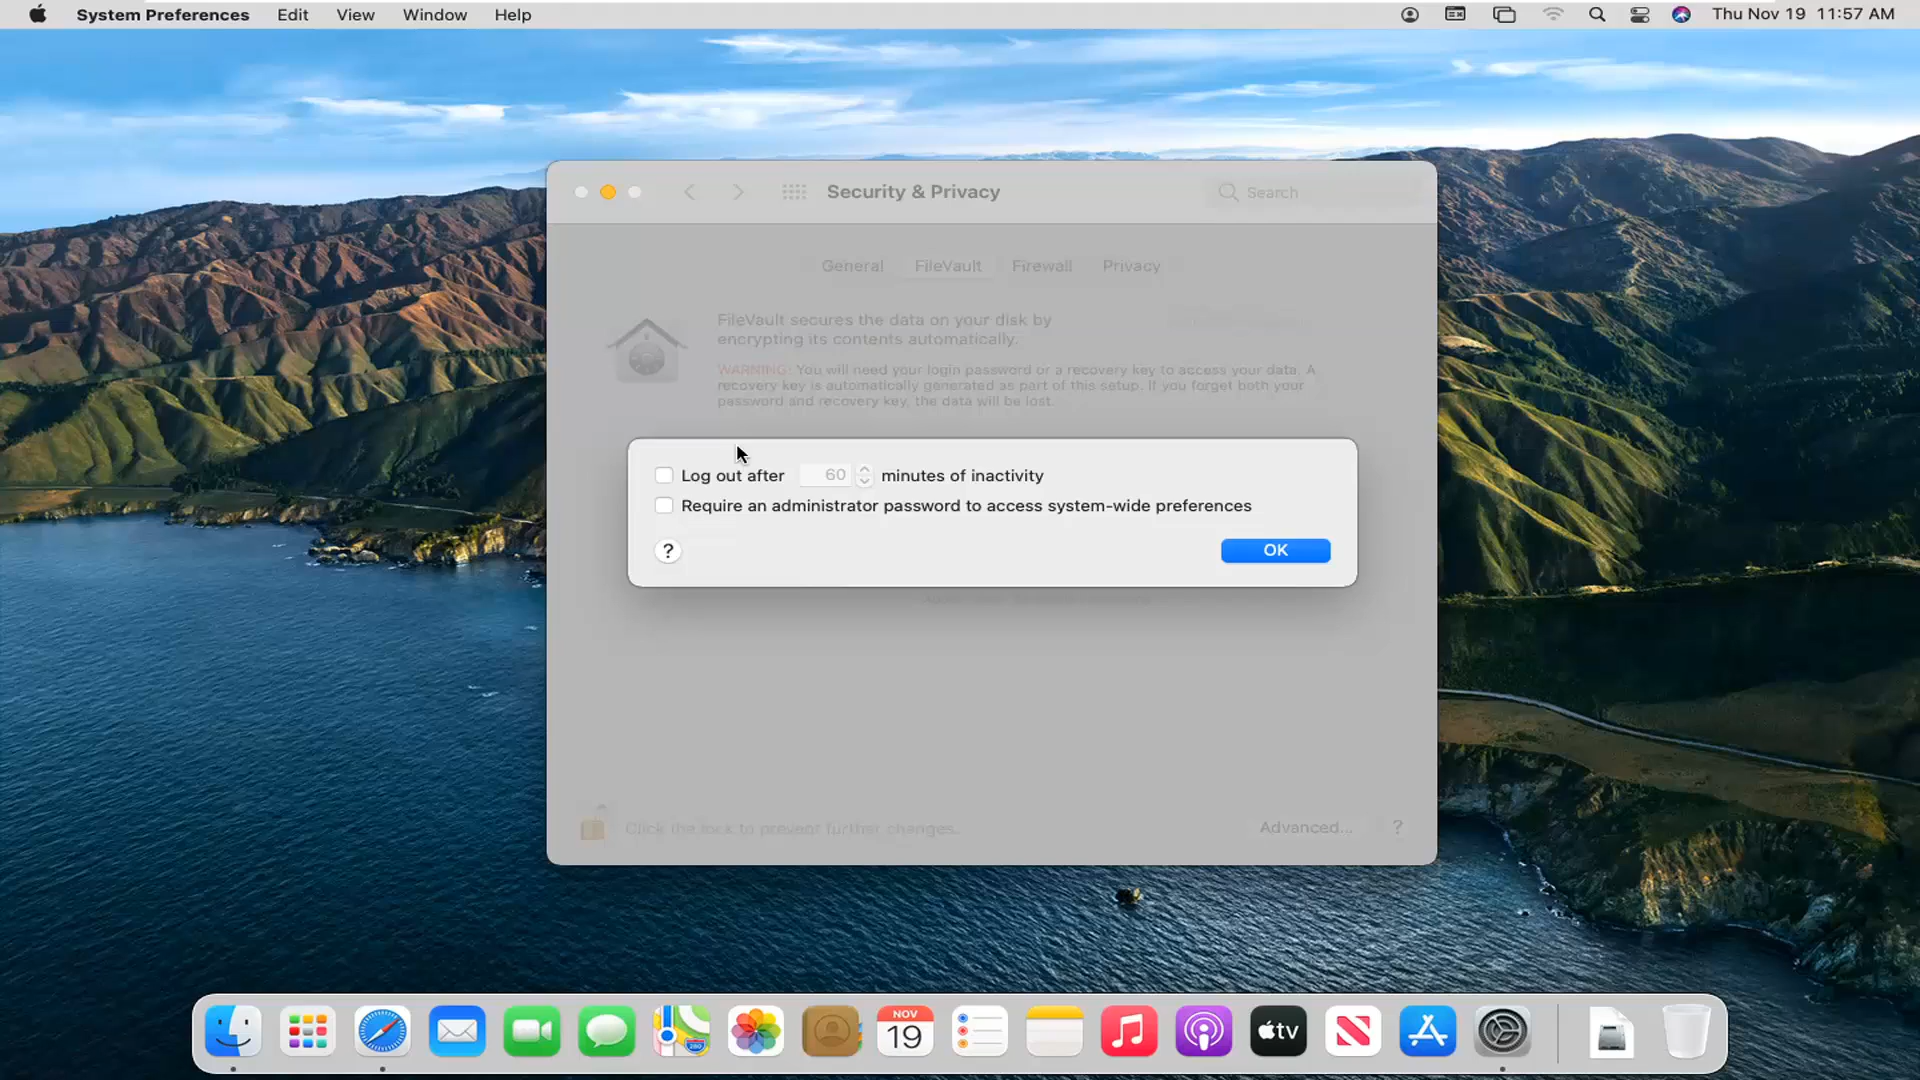 System Preferences Edit View Window Help Thu Nov 19 11:57 AM
Security & Privacy Search
General FileVault Firewall Privacy
FileVault secures the data on your disk by
encrypting its contents automatically.
WARNING: You will need your login password or a recovery key to access your data. A
recovery key is automatically generated as part of this setup. If you forget both your
password and recovery key, the data will be lost.
Log out after 60 minutes of inactivity
Require an administrator password to access system-wide preferences
? OK
Click the lock to prevent further changes.
Advanced... ?
NOV
19
280
tv